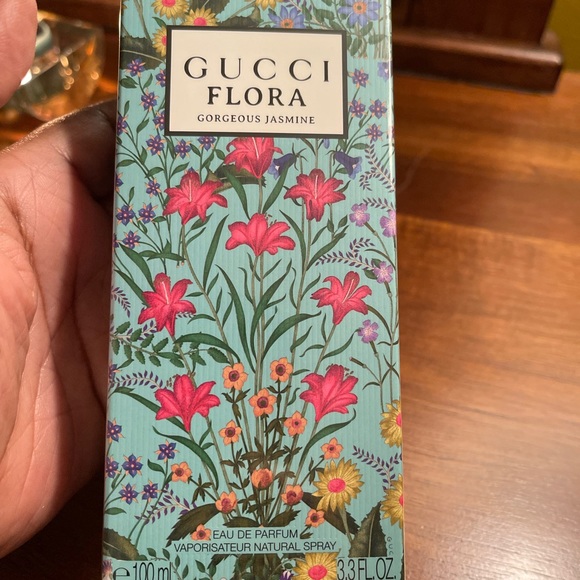 GUCCI
FLORA
GORGEOUS JASMINE
EAU DE PARFUM
VAPORISATEUR NATURAL SPRAY
℮100 ml 3.3 FL.OZ.